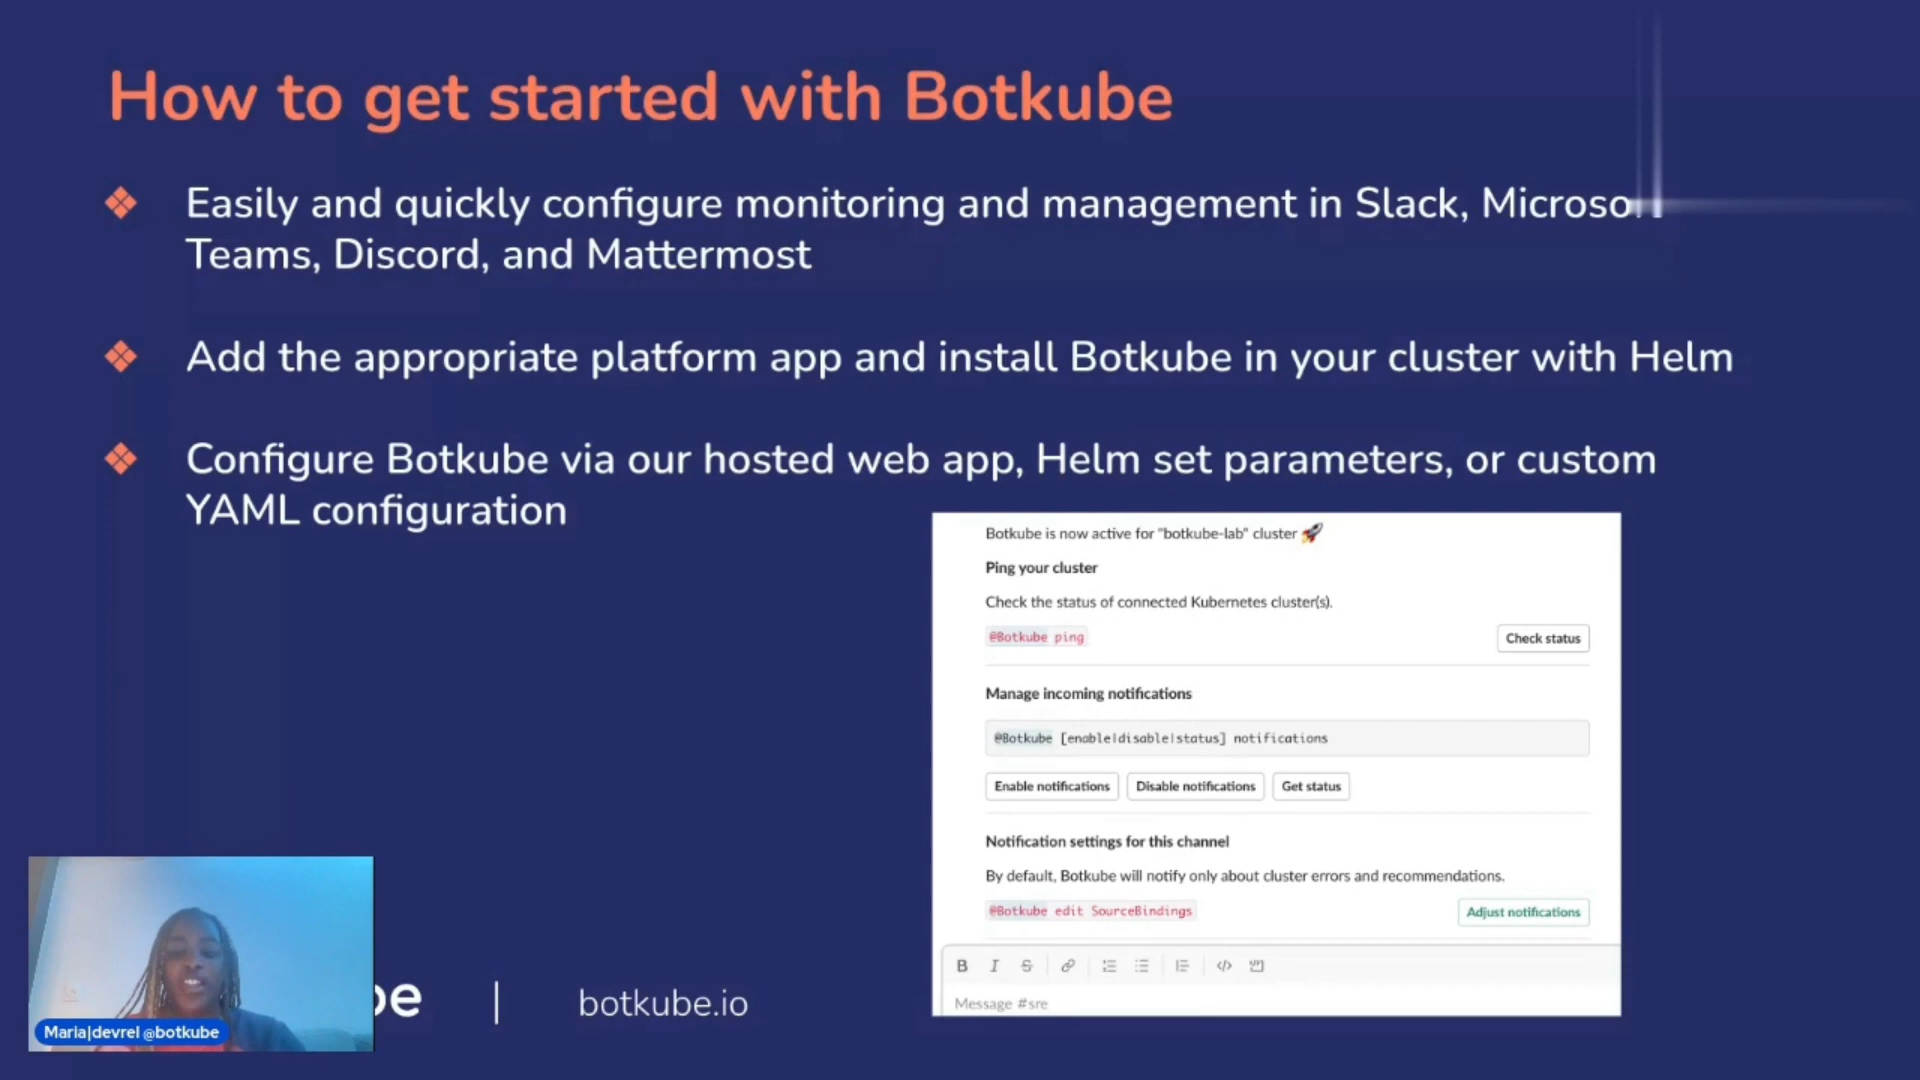 How to get started with Botkube
❖ Easily and quickly configure monitoring and management in Slack,
Teams, Discord, and Mattermost
❖ Add the appropriate platform app and install Botkube in your cluster with Helm
❖ Configure Botkube via our hosted web app, Helm set parameters, or custom
YAML configuration
Botkube is now active for "botkube-lab" cluster 🚀
Ping your cluster
Check the status of connected Kubernetes cluster(s).
@Botkube ping
Check status
Manage incoming notifications
@Botkube [enable|disable|status] notifications
Enable notifications Disable notifications Get status
Notification settings for this channel
By default, Botkube will notify only about cluster errors and recommendations.
@Botkube edit SourceBindings
Adjust notifications
B I S
Message #sre
be | botkube.io
Maria|devrel @botkube